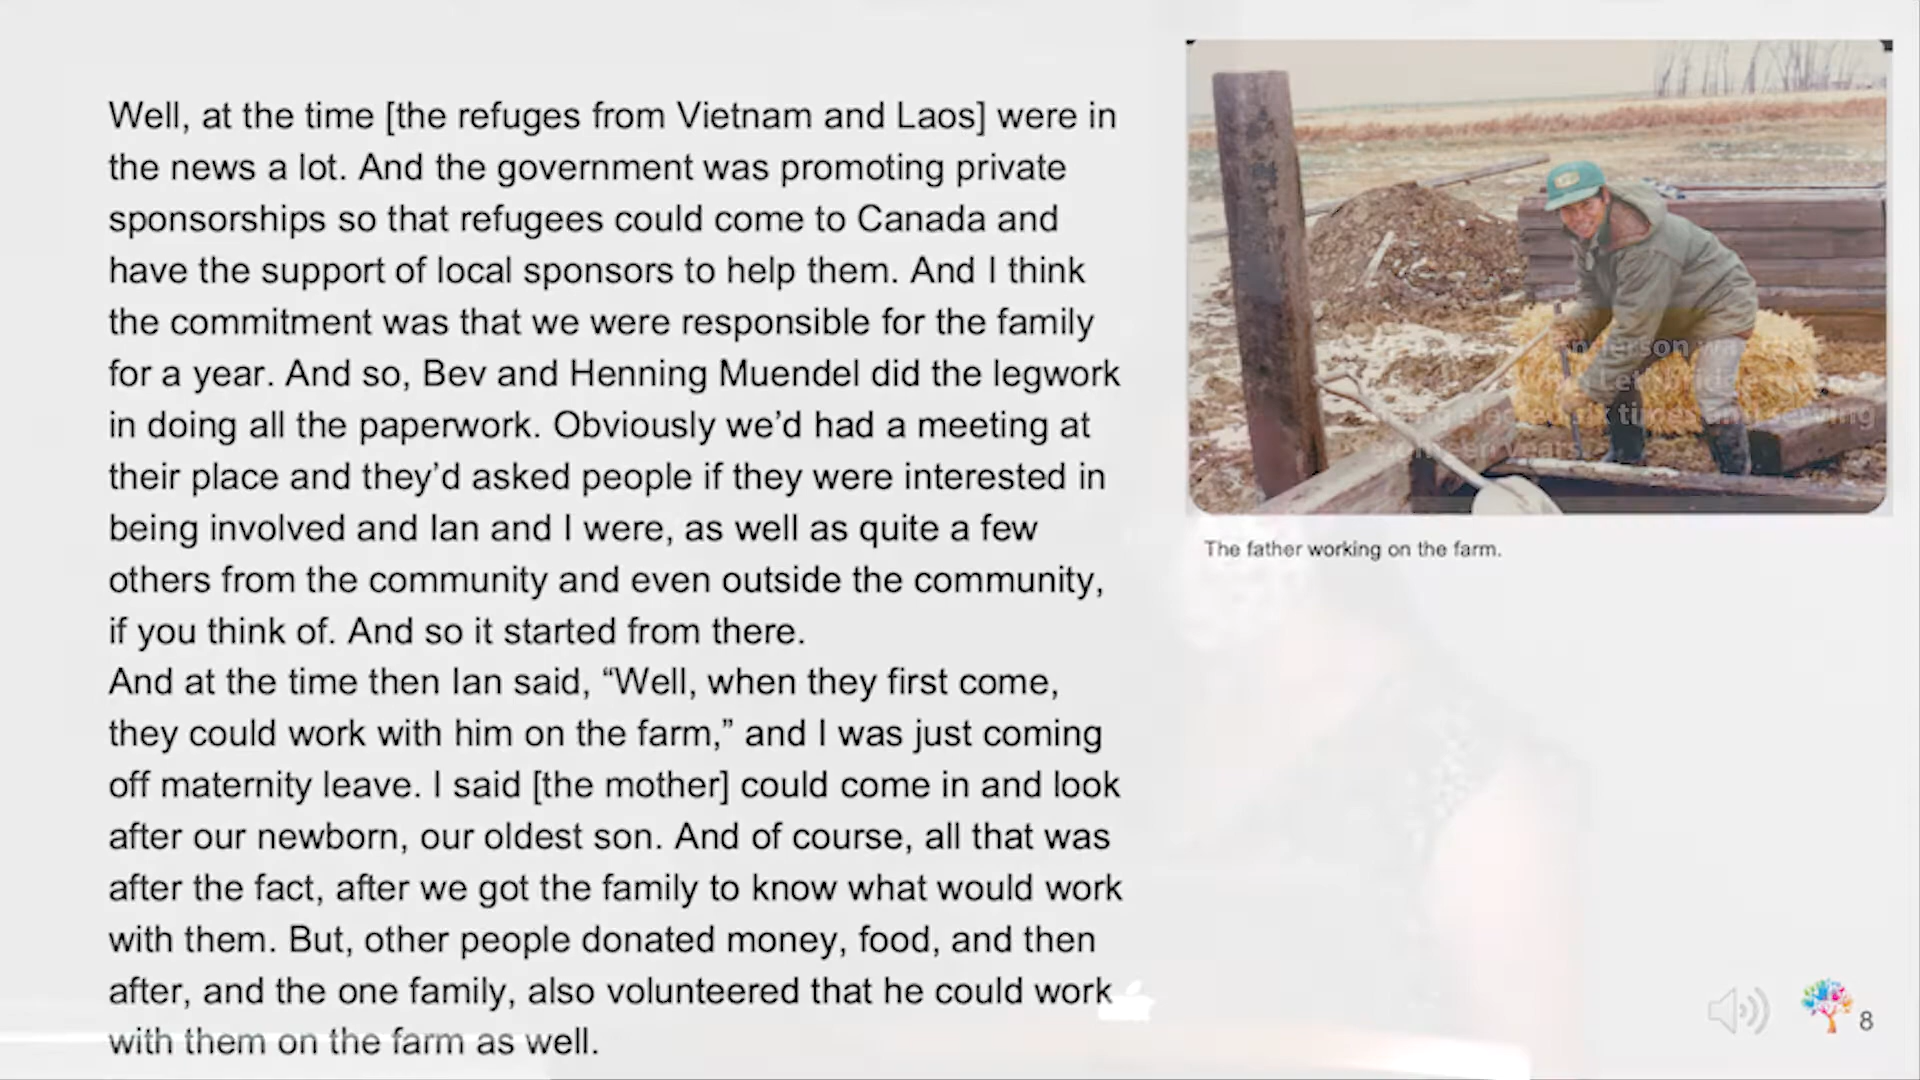 Well, at the time [the refuges from Vietnam and Laos] were in
the news a lot. And the government was promoting private
sponsorships so that refugees could come to Canada and
have the support of local sponsors to help them. And I think
the commitment was that we were responsible for the family
for a year. And so, Bev and Henning Muendel did the legwork
in doing all the paperwork. Obviously we’d had a meeting at
their place and they’d asked people if they were interested in
being involved and Ian and I were, as well as quite a few
others from the community and even outside the community,
if you think of. And so it started from there.
And at the time then Ian said, “Well, when they first come,
they could work with him on the farm,” and I was just coming
off maternity leave. I said [the mother] could come in and look
after our newborn, our oldest son. And of course, all that was
after the fact, after we got the family to know what would work
with them. But, other people donated money, food, and then
after, and the one family, also volunteered that he could work
with them on the farm as well.
Lethbridge
times and serving
years
The father working on the farm.
8